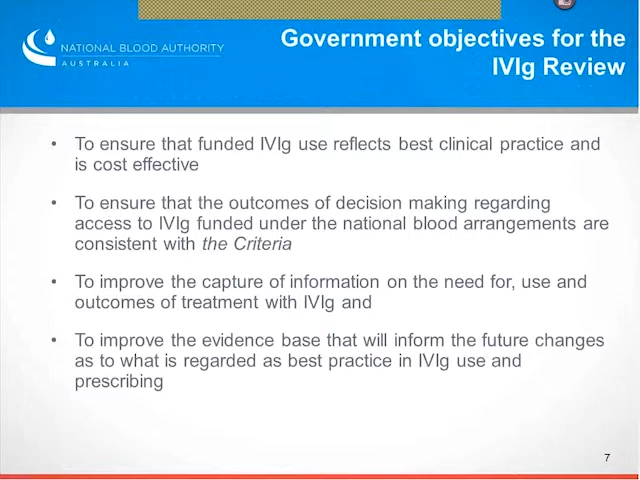 NATIONAL BLOOD AUTHORITY
AUSTRALIA
Government objectives for the
IVIg Review
• To ensure that funded IVIg use reflects best clinical practice and
is cost effective
• To ensure that the outcomes of decision making regarding
access to IVIg funded under the national blood arrangements are
consistent with the Criteria
• To improve the capture of information on the need for, use and
outcomes of treatment with IVIg and
• To improve the evidence base that will inform the future changes
as to what is regarded as best practice in IVIg use and
prescribing
7